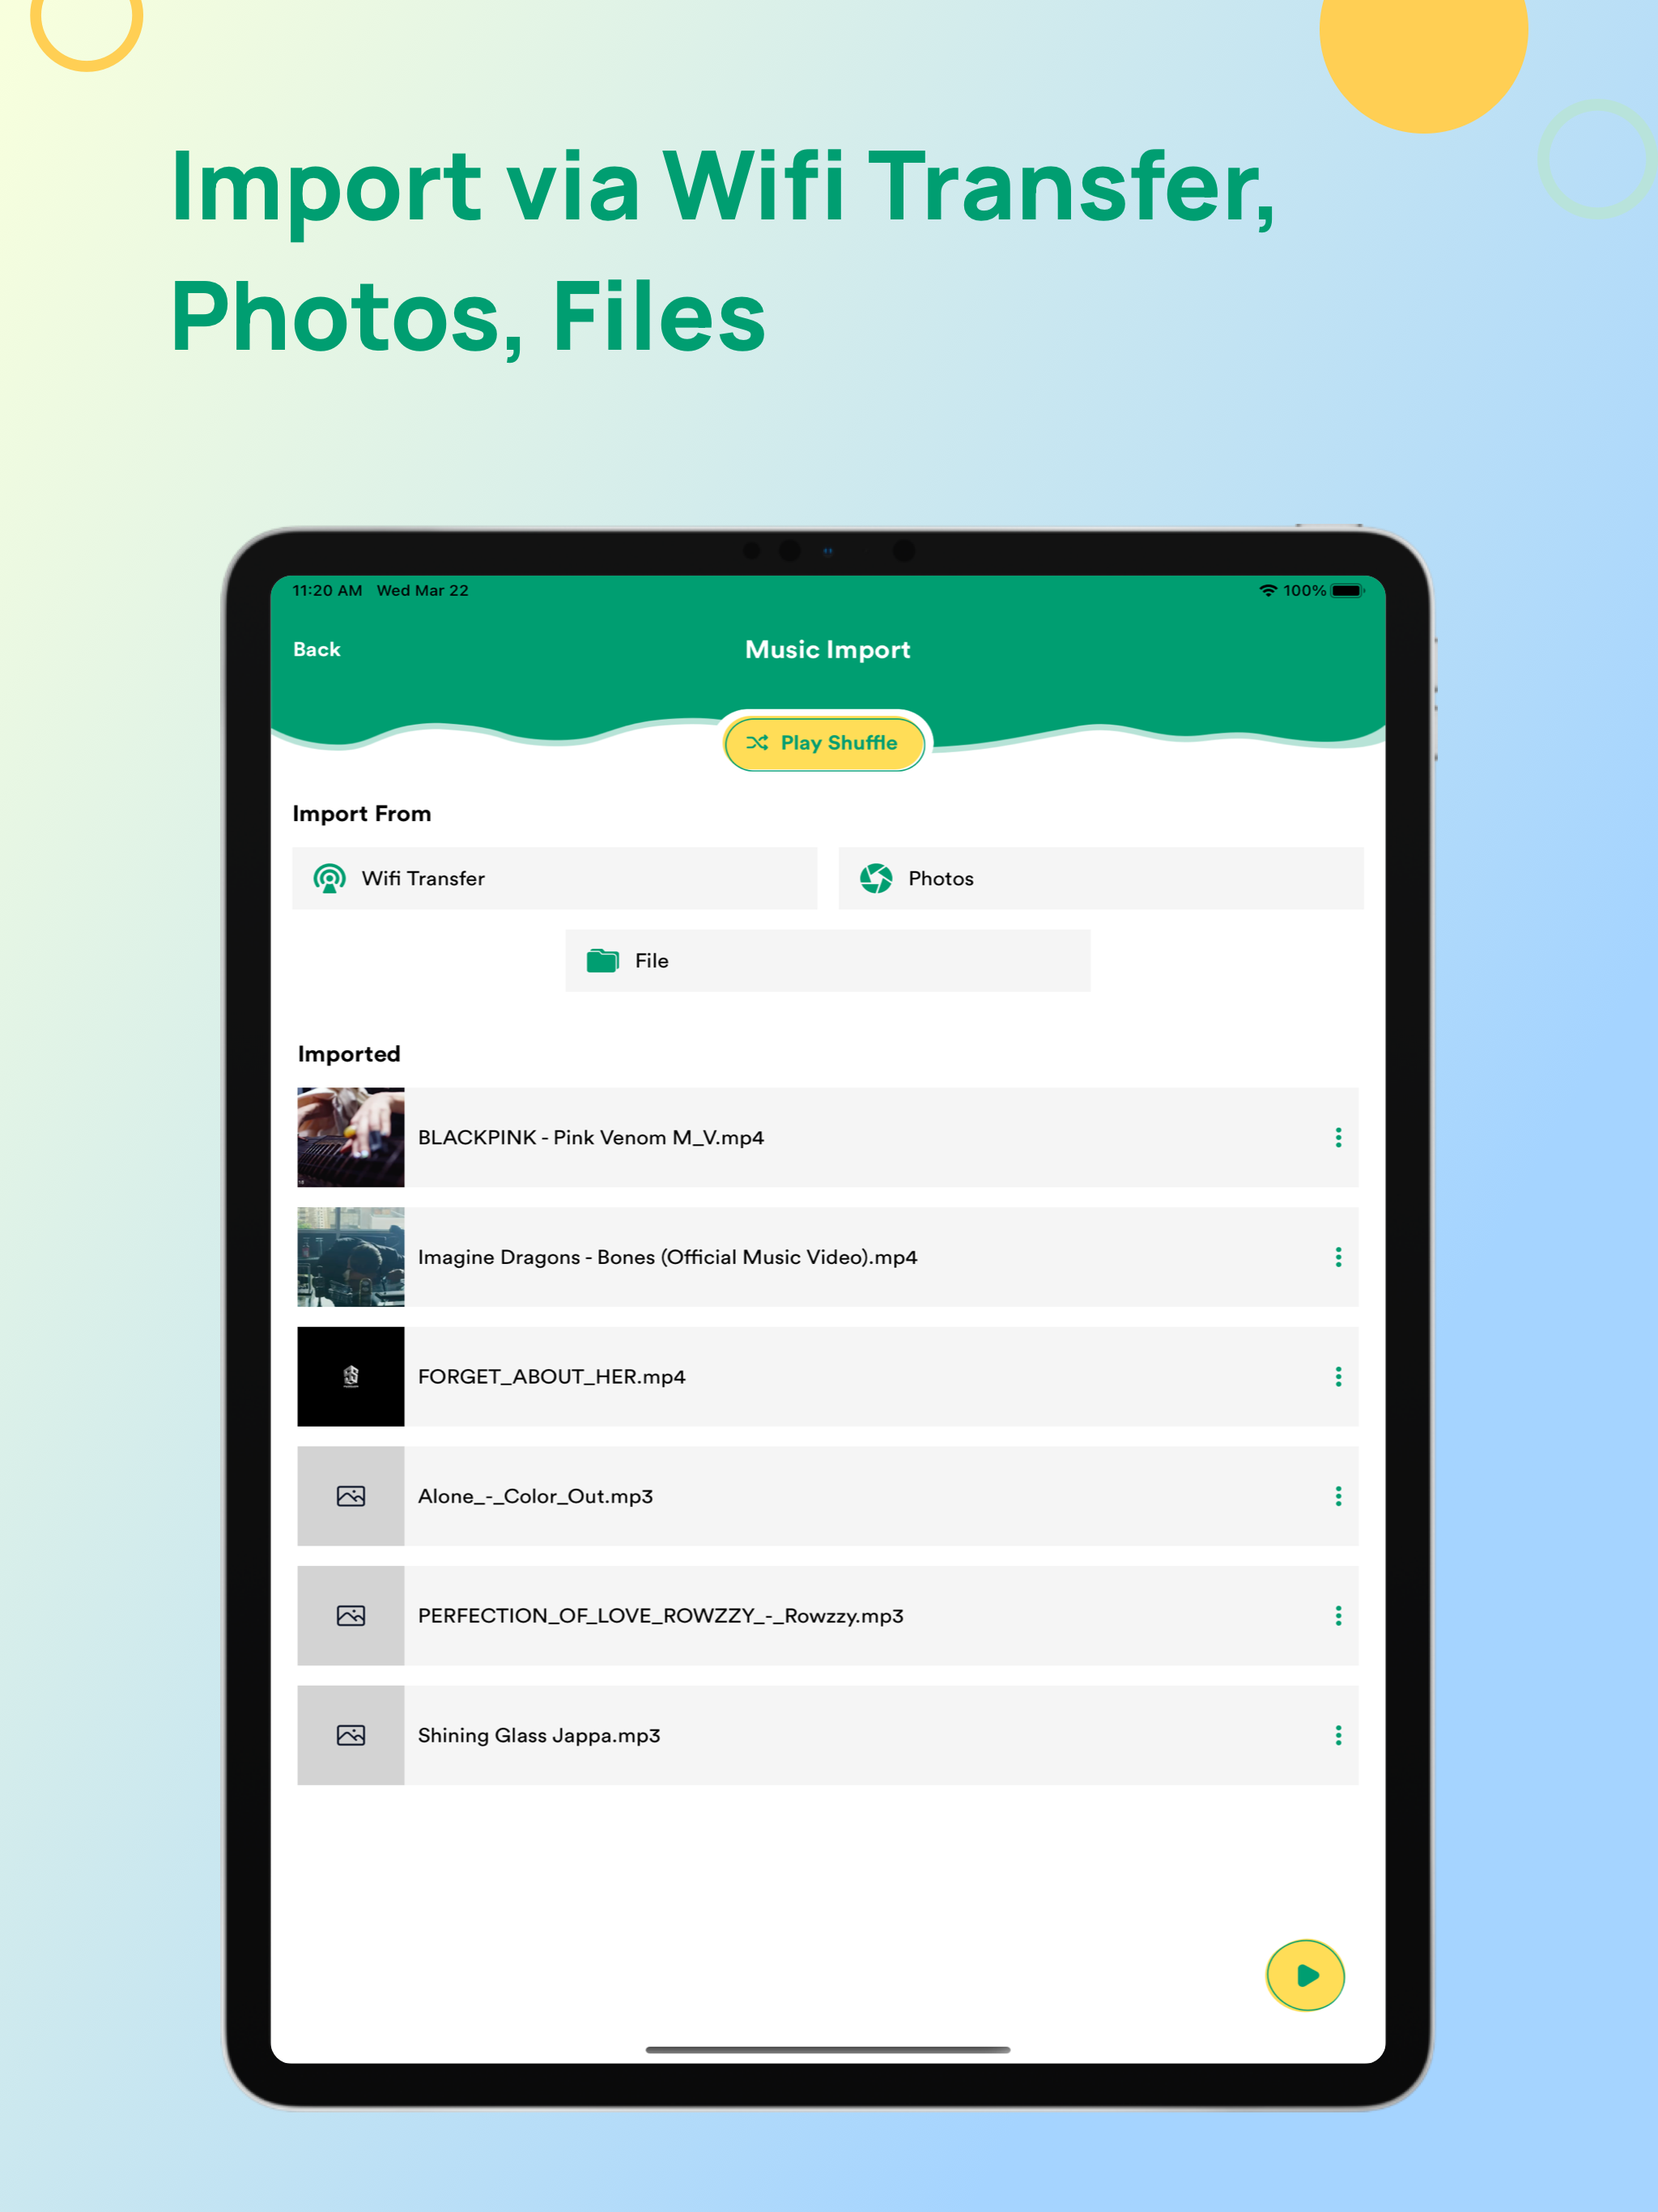 Import via Wifi Transfer,
Photos, Files
11:20 AM Wed Mar 22
100%
Back
Music Import
Play Shuffle
Import From
Wifi Transfer
Photos
File
Imported
BLACKPINK - Pink Venom M_V.mp4
Imagine Dragons - Bones (Official Music Video).mp4
FORGET_ABOUT_HER.mp4
Alone_-_Color_Out.mp3
PERFECTION_OF_LOVE_ROWZZY_-_Rowzzy.mp3
Shining Glass Jappa.mp3